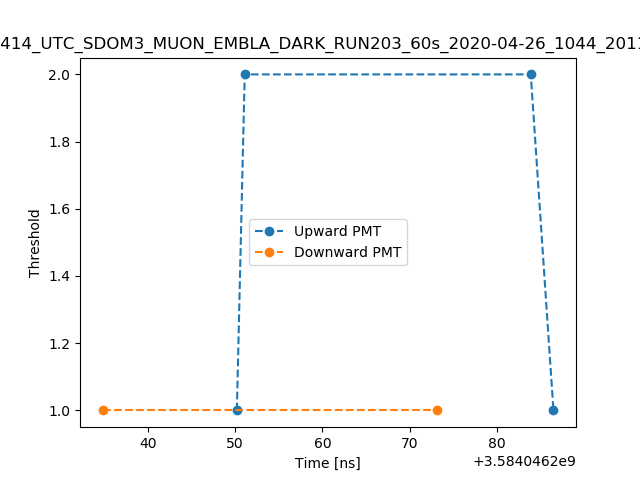 414_UTC_SDOM3_MUON_EMBLA_DARK_RUN203_60s_2020-04-26_1044_2011
2.0
1.8
1.6
1.4
1.2
1.0
Threshold
Upward PMT
Downward PMT
40 50 60 70 80
Time [ns]
+3.5840462e9